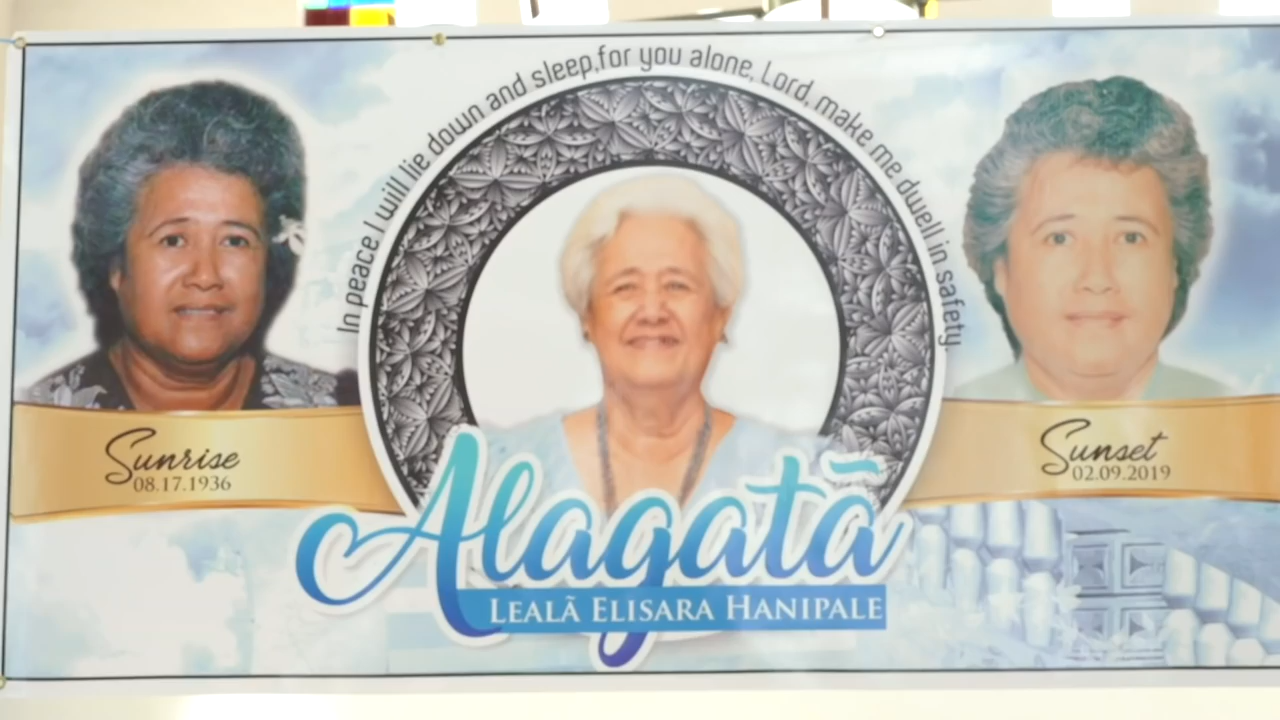 In peace I will lie down and sleep,for you alone, Lord, make me dwell in safety.
Sunrise
08.17.1936
Sunset
02.09.2019
Alagatā
LEALÃ ELISARA HANIPALE